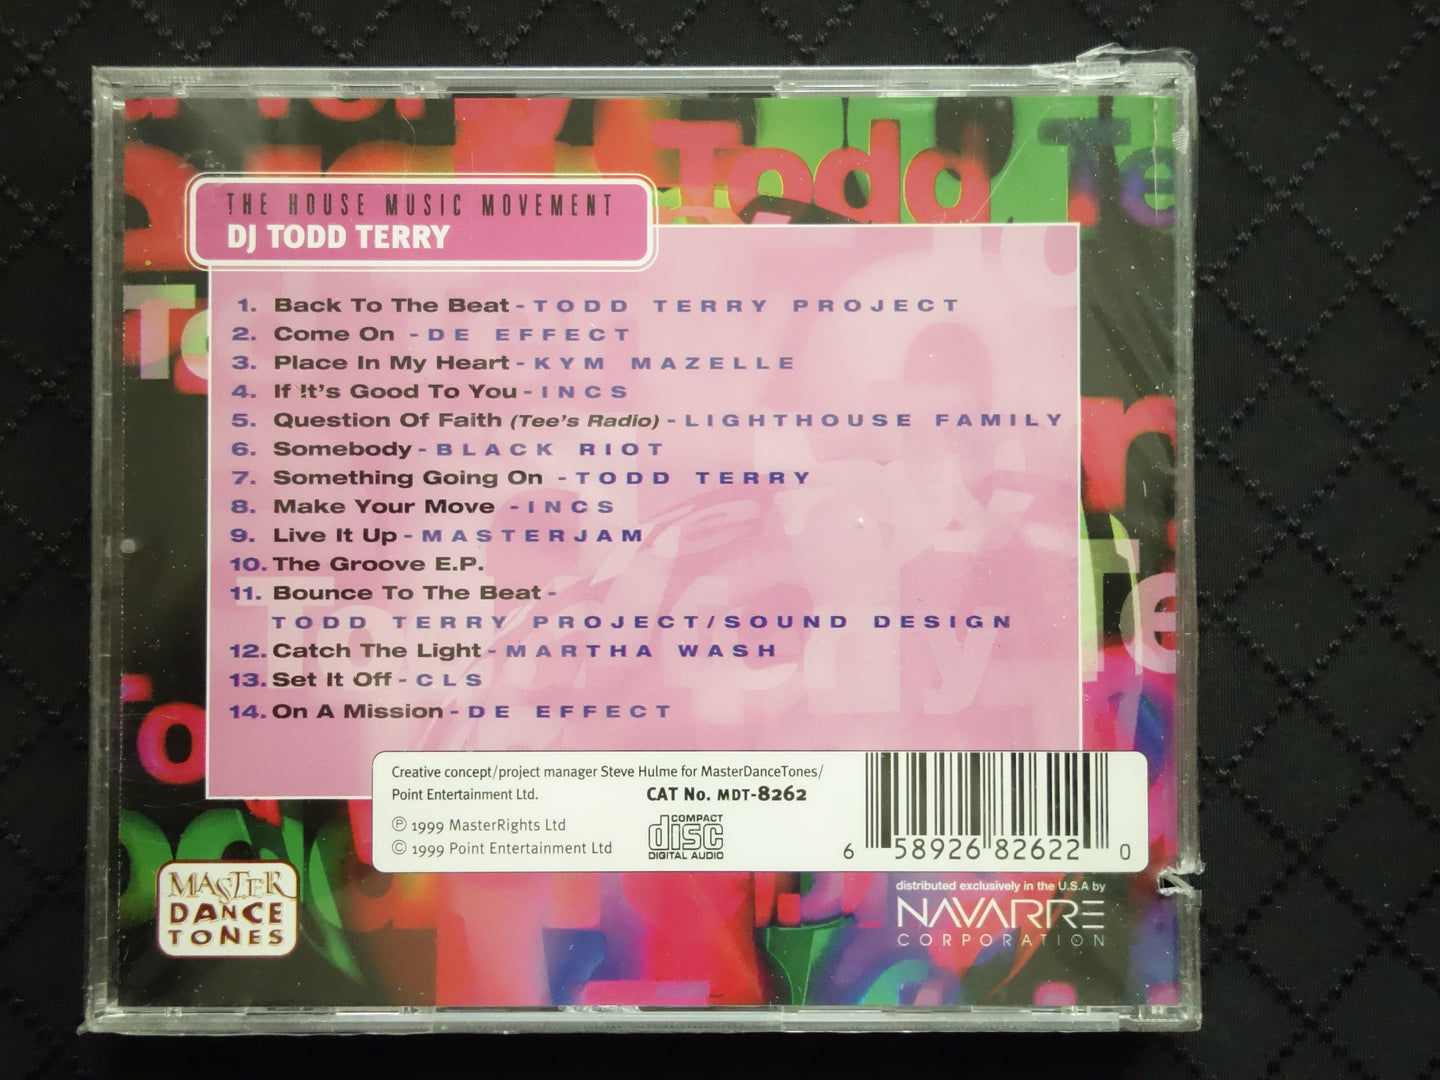 Todd Te
THE HOUSE MUSIC MOVEMENT
DJ TODD TERRY
1. Back To The Beat - TODD TERRY PROJECT
2. Come On - DE EFFECT
3. Place In My Heart - KYM MAZELLE
4. If It's Good To You - INCS
5. Question Of Faith (Tee's Radio) - LIGHTHOUSE FAMILY
6. Somebody - BLACK RIOT
7. Something Going On - TODD TERRY
8. Make Your Move - INCS
9. Live It Up - MASTERJAM
10. The Groove E.P.
11. Bounce To The Beat -
TODD TERRY PROJECT/SOUND DESIGN
12. Catch The Light - MARTHA WASH
13. Set It Off - CLS
14. On A Mission - DE EFFECT
Creative concept/project manager Steve Hulme for MasterDanceTones/
Point Entertainment Ltd. CAT No. MDT-8262
℗ 1999 MasterRights Ltd
© 1999 Point Entertainment Ltd
COMPACT
disc
DIGITAL AUDIO
6 58926 82622 0
MASTER
DANCE
TONES
distributed exclusively in the U.S.A by
NAVARRE
CORPORATION